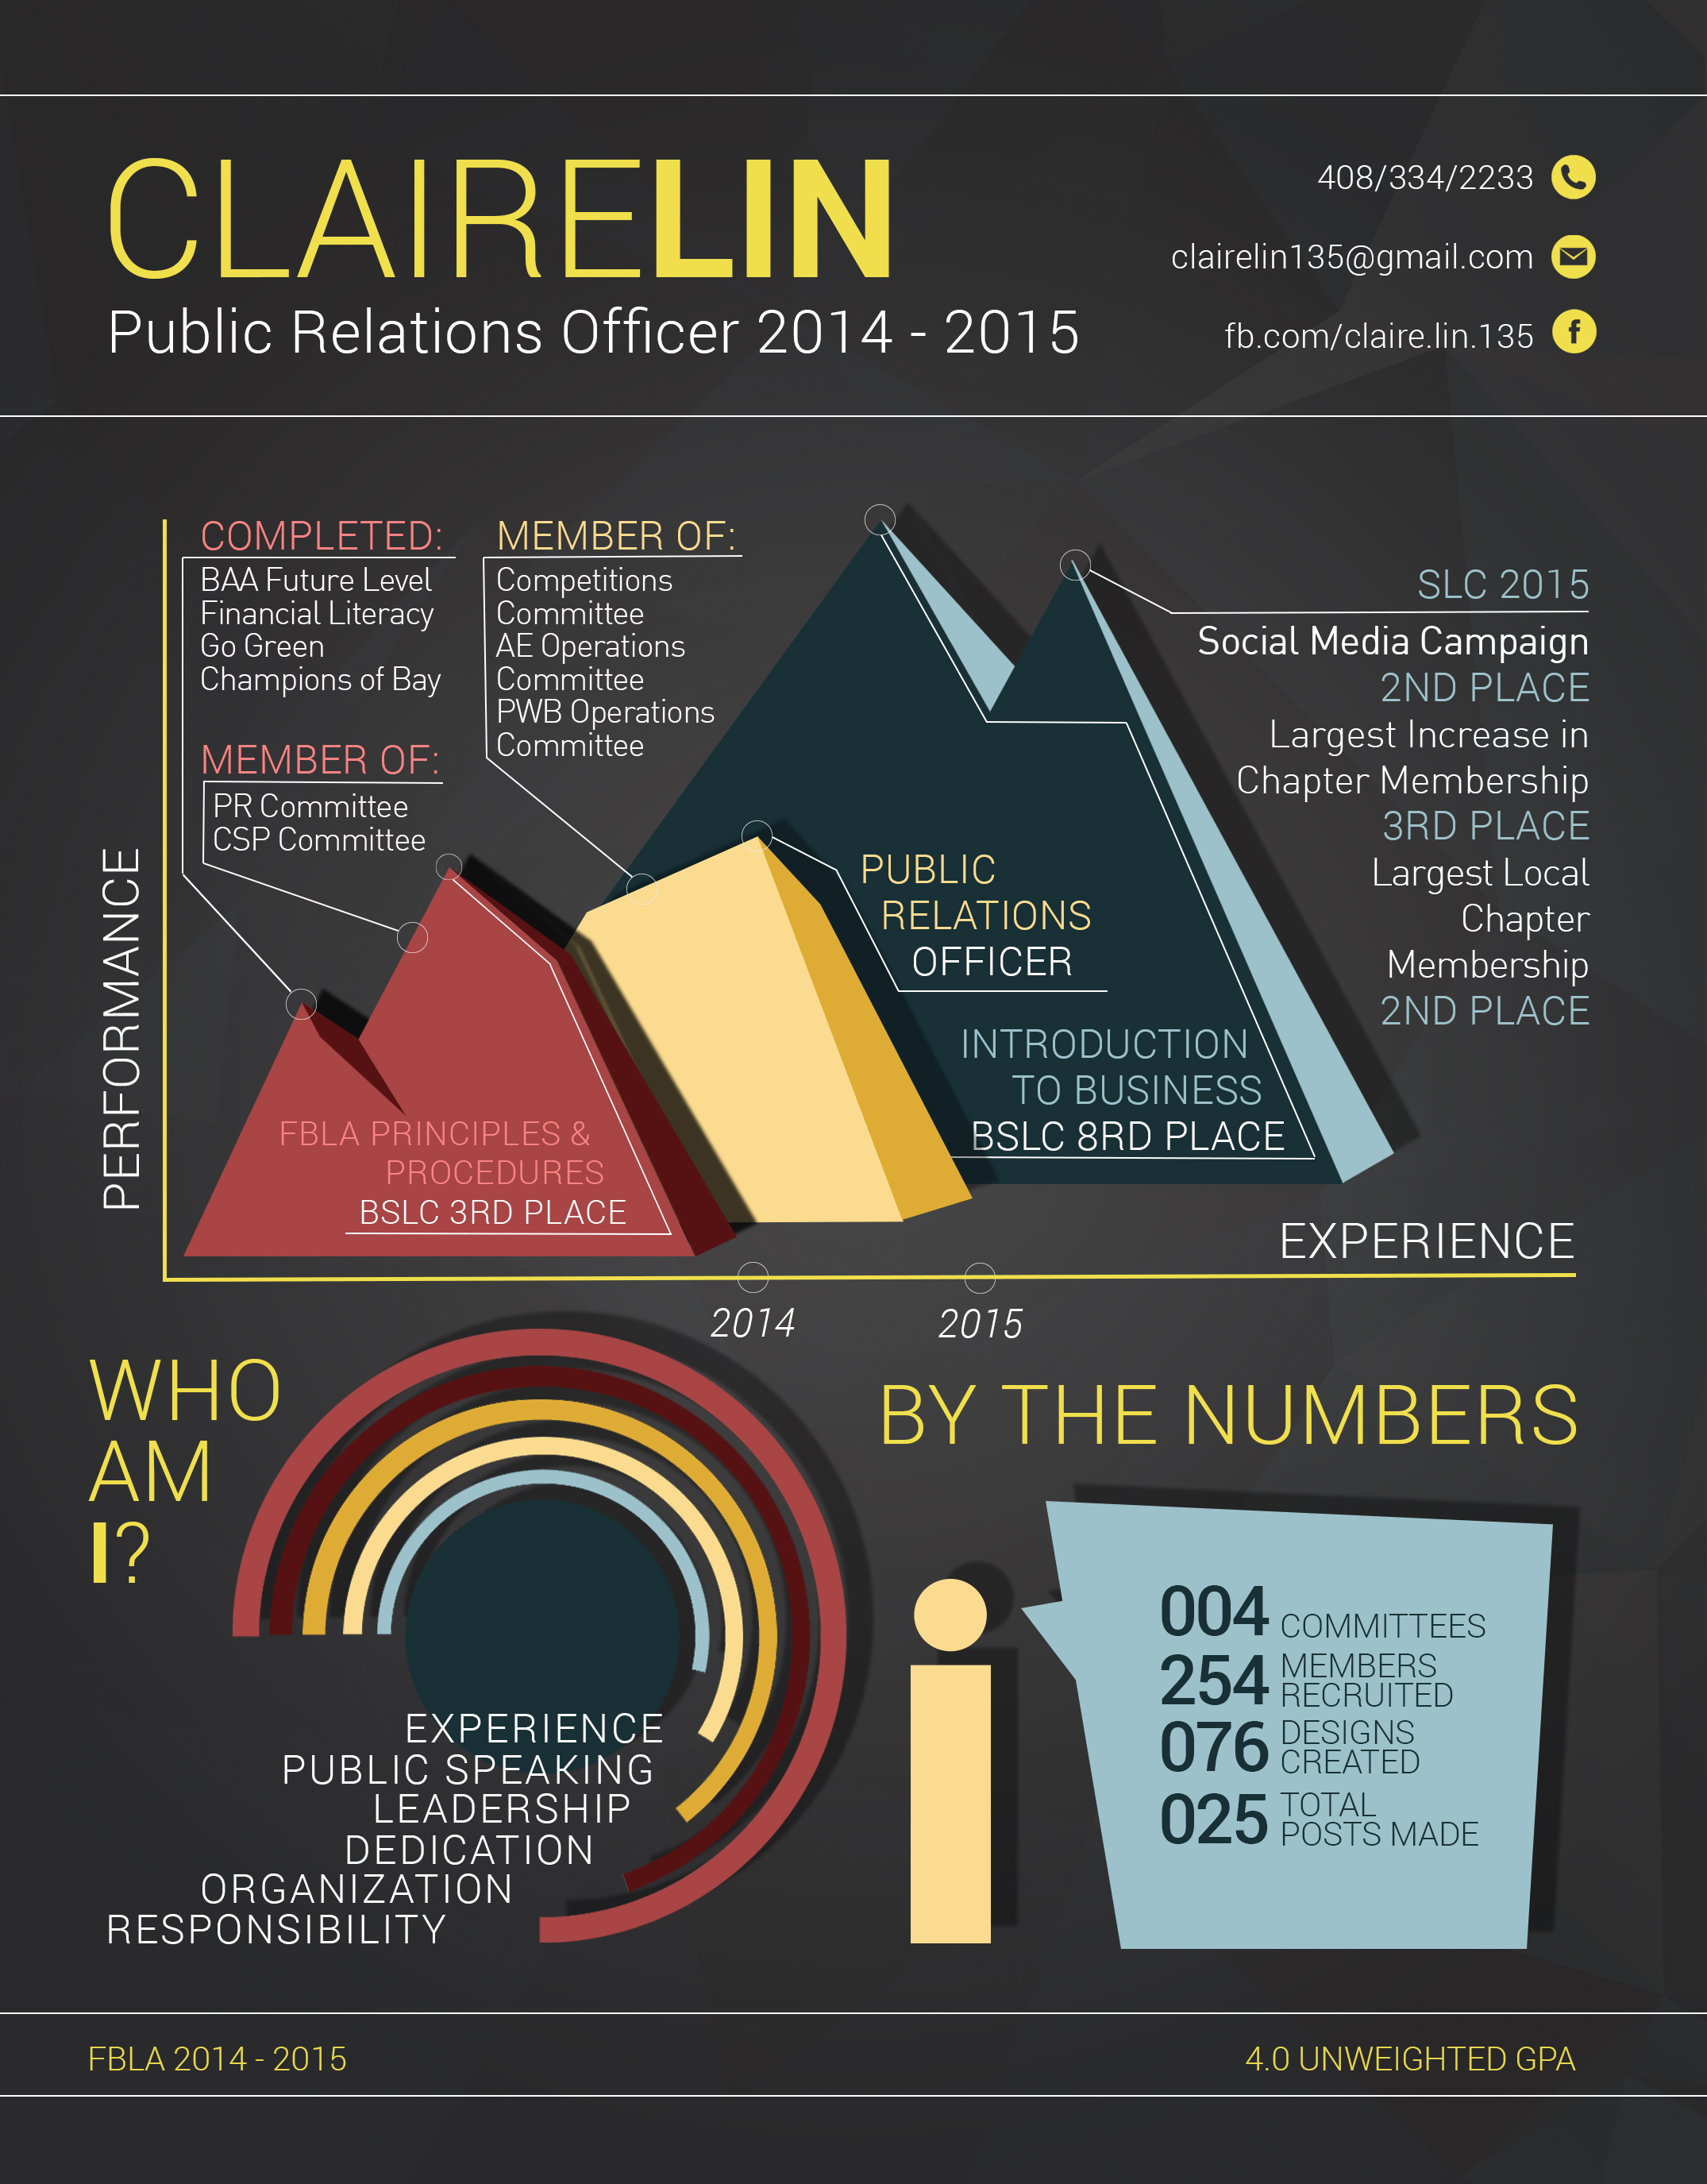 CLAIRELIN
Public Relations Officer 2014 - 2015
408/334/2233
clairelin135@gmail.com
fb.com/claire.lin.135
f
COMPLETED:
BAA Future Level
Financial Literacy
Go Green
Champions of Bay
MEMBER OF:
PR Committee
CSP Committee
MEMBER OF:
Competitions
Committee
AE Operations
Committee
PWB Operations
Committee
SLC 2015
Social Media Campaign
2ND PLACE
Largest Increase in
Chapter Membership
3RD PLACE
Largest Local
Chapter
Membership
2ND PLACE
PUBLIC
RELATIONS
OFFICER
INTRODUCTION
TO BUSINESS
BSLC 8RD PLACE
FBLA PRINCIPLES &
PROCEDURES
BSLC 3RD PLACE
PERFORMANCE
EXPERIENCE
2014
2015
WHO
AM
I?
EXPERIENCE
PUBLIC SPEAKING
LEADERSHIP
DEDICATION
ORGANIZATION
RESPONSIBILITY
BY THE NUMBERS
004 COMMITTEES
254 MEMBERS
RECRUITED
076 DESIGNS
CREATED
025 TOTAL
POSTS MADE
FBLA 2014 - 2015
4.0 UNWEIGHTED GPA